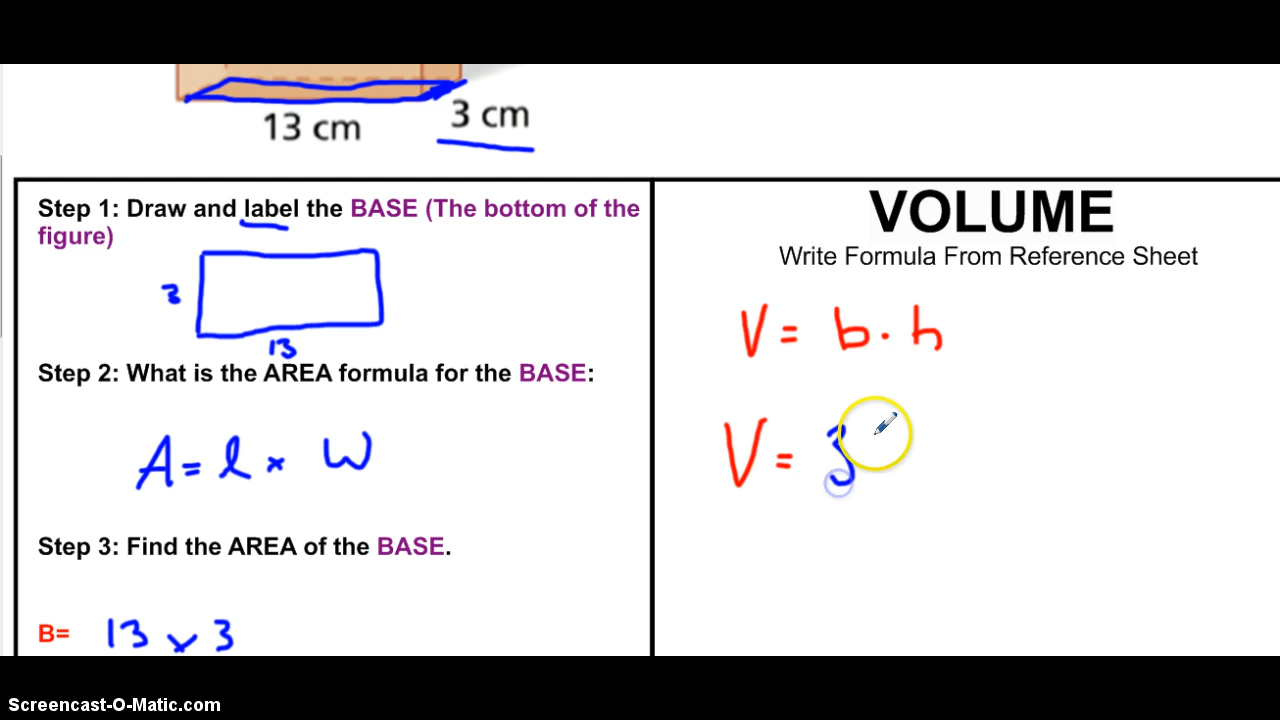 13 cm
3 cm
Step 1: Draw and label the BASE (The bottom of the
figure)
3
13
Step 2: What is the AREA formula for the BASE:
A = l × w
Step 3: Find the AREA of the BASE.
B= 13 × 3
VOLUME
Write Formula From Reference Sheet
V = b · h
V = 3
Screencast-O-Matic.com